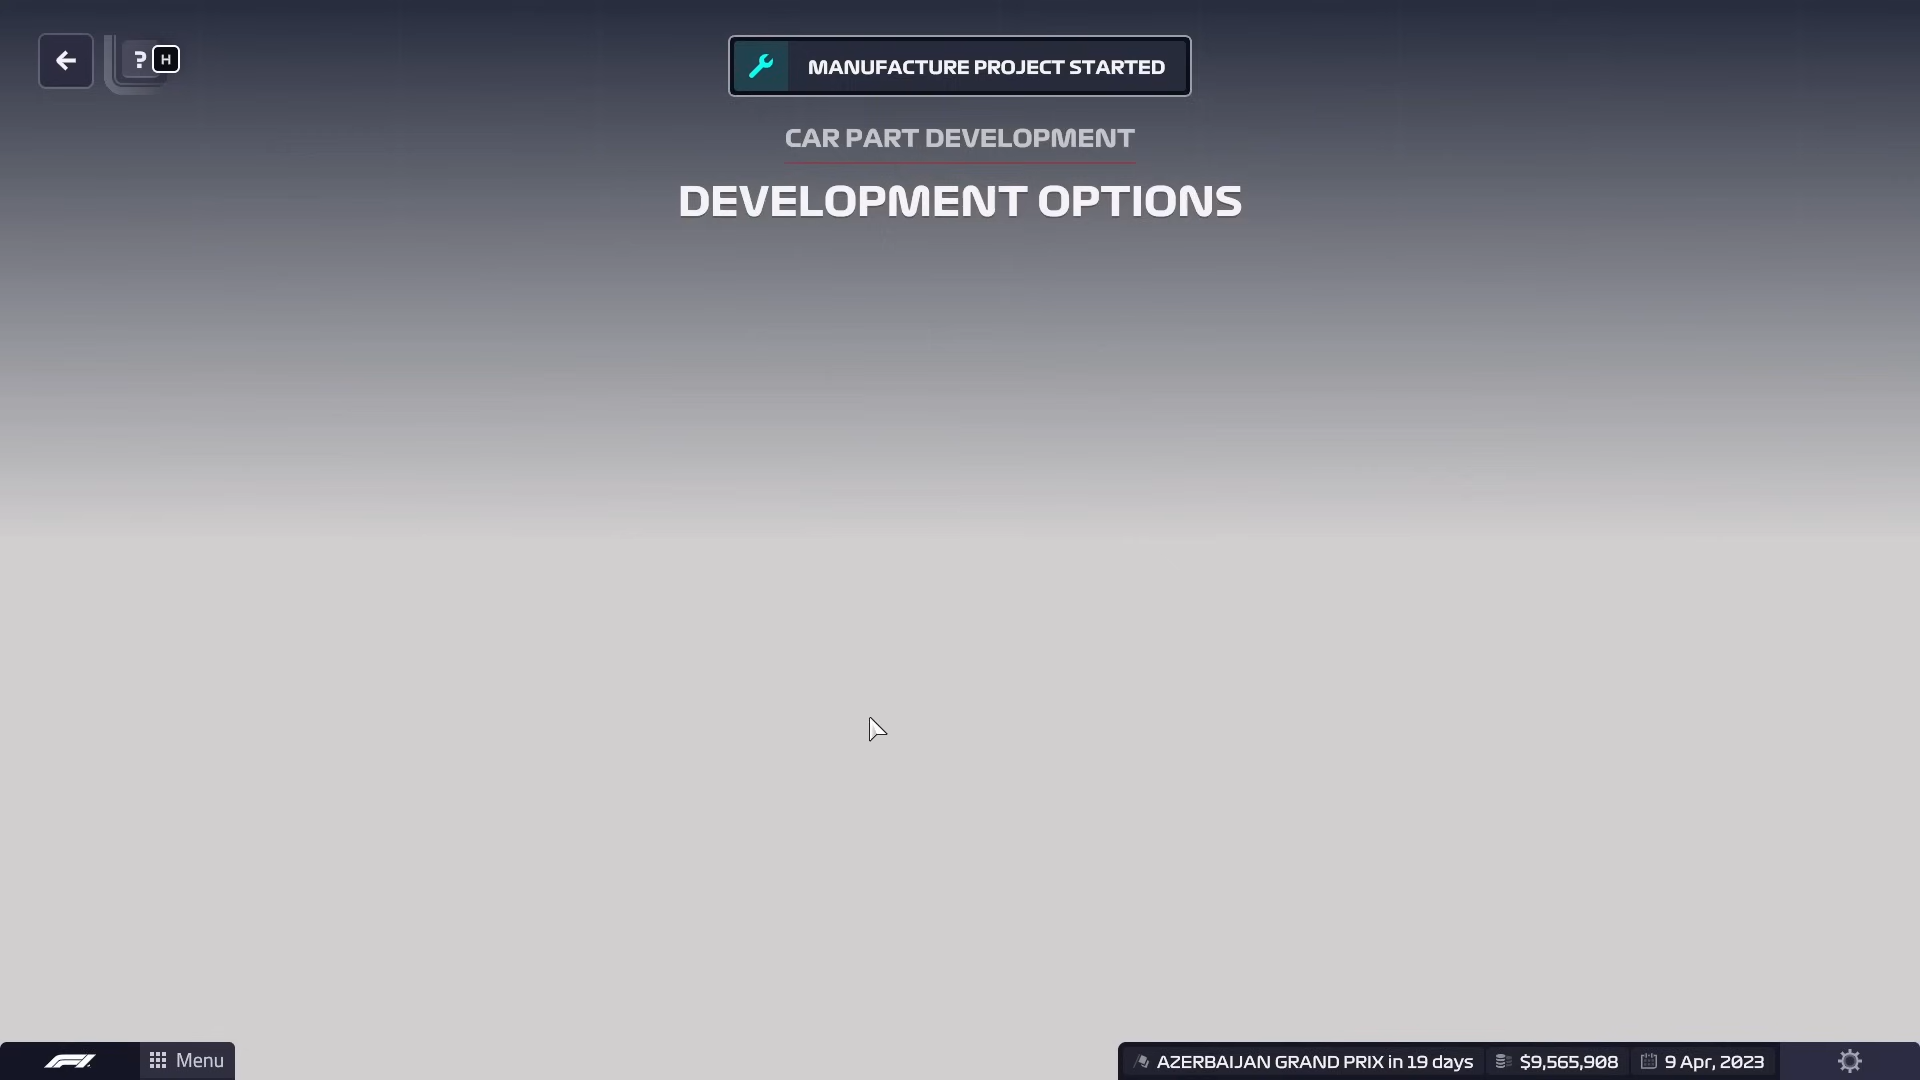 ? H
MANUFACTURE PROJECT STARTED
CAR PART DEVELOPMENT
DEVELOPMENT OPTIONS
Menu
AZERBAIJAN GRAND PRIX in 19 days $9,565,908 9 Apr, 2023